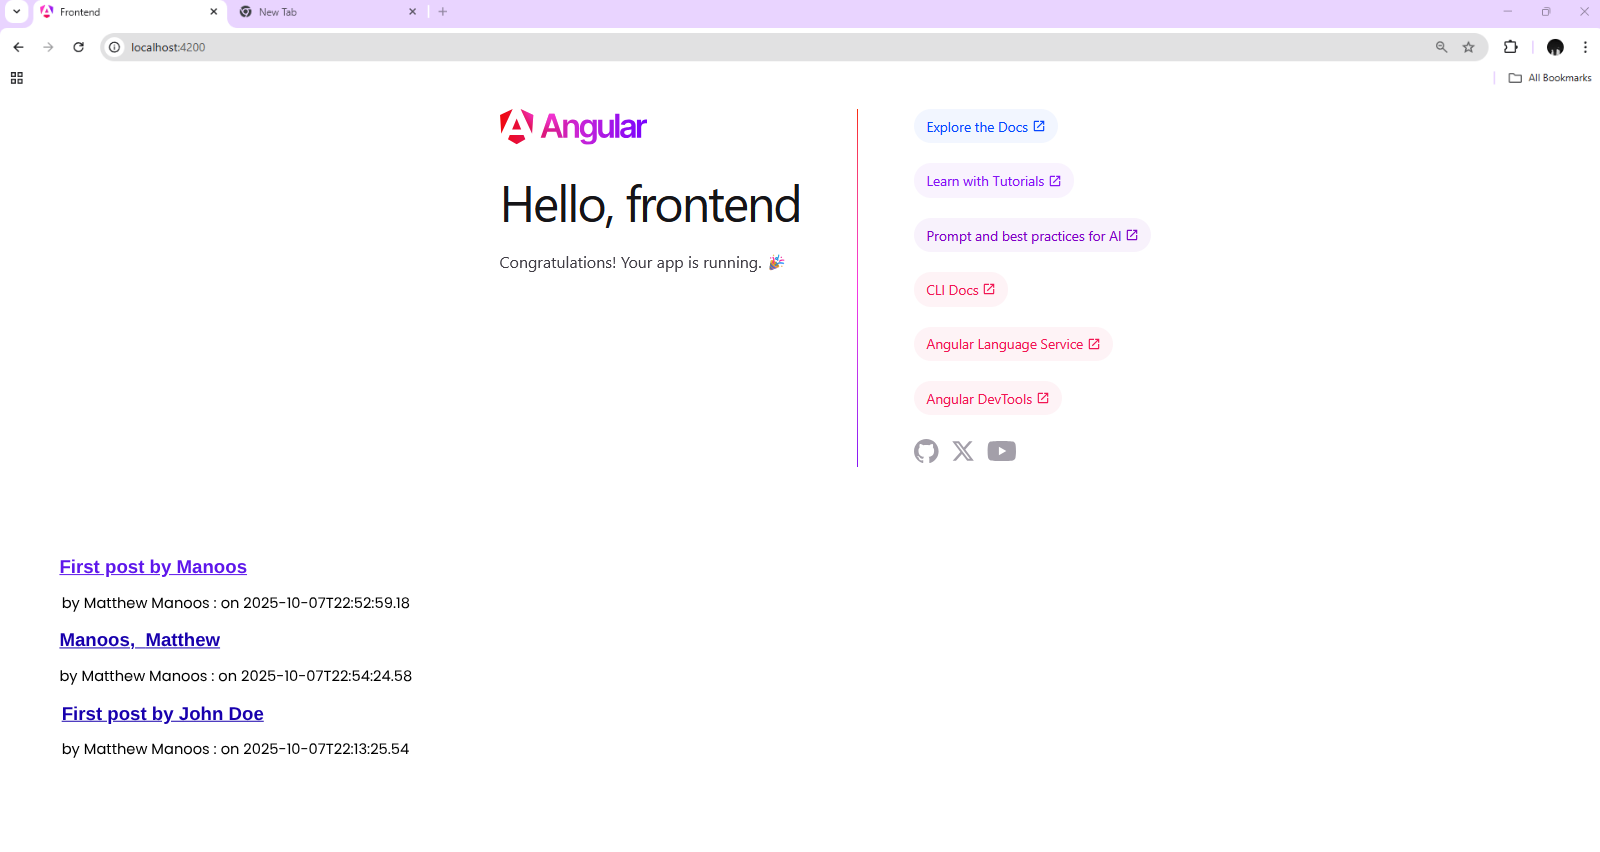 Frontend
New Tab
localhost:4200
All Bookmarks
Angular
Hello, frontend
Congratulations! Your app is running. 🎉
Explore the Docs
Learn with Tutorials
Prompt and best practices for AI
CLI Docs
Angular Language Service
Angular DevTools
First post by Manoos
by Matthew Manoos : on 2025-10-07T22:52:59.18
Manoos,  Matthew
by Matthew Manoos : on 2025-10-07T22:54:24.58
First post by John Doe
by Matthew Manoos : on 2025-10-07T22:13:25.54